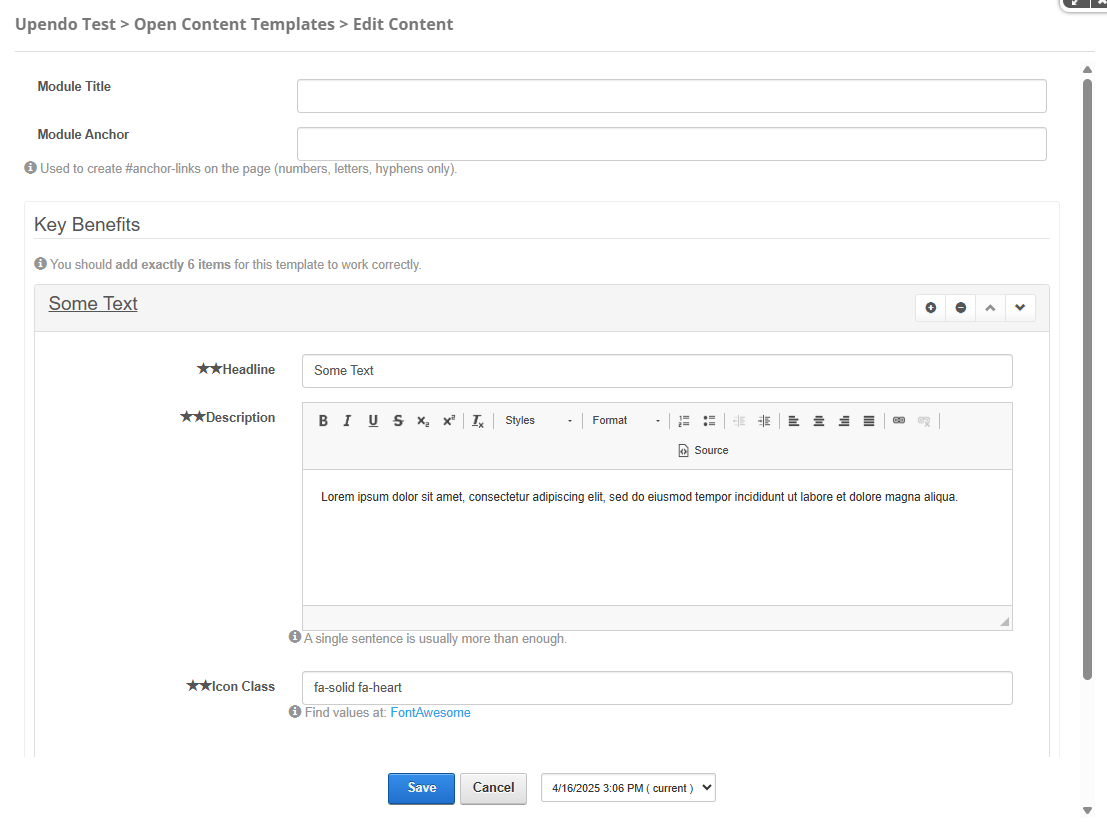 Upendo Test > Open Content Templates > Edit Content
Module Title
Module Anchor
Used to create #anchor-links on the page (numbers, letters, hyphens only).
Key Benefits
You should add exactly 6 items for this template to work correctly.
Some Text
★★Headline
Some Text
★★Description
B I U S x₂ x² Tx Styles Format
Source
Lorem ipsum dolor sit amet, consectetur adipiscing elit, sed do eiusmod tempor incididunt ut labore et dolore magna aliqua.
A single sentence is usually more than enough.
★★Icon Class
fa-solid fa-heart
Find values at: FontAwesome
Save Cancel 4/16/2025 3:06 PM ( current )